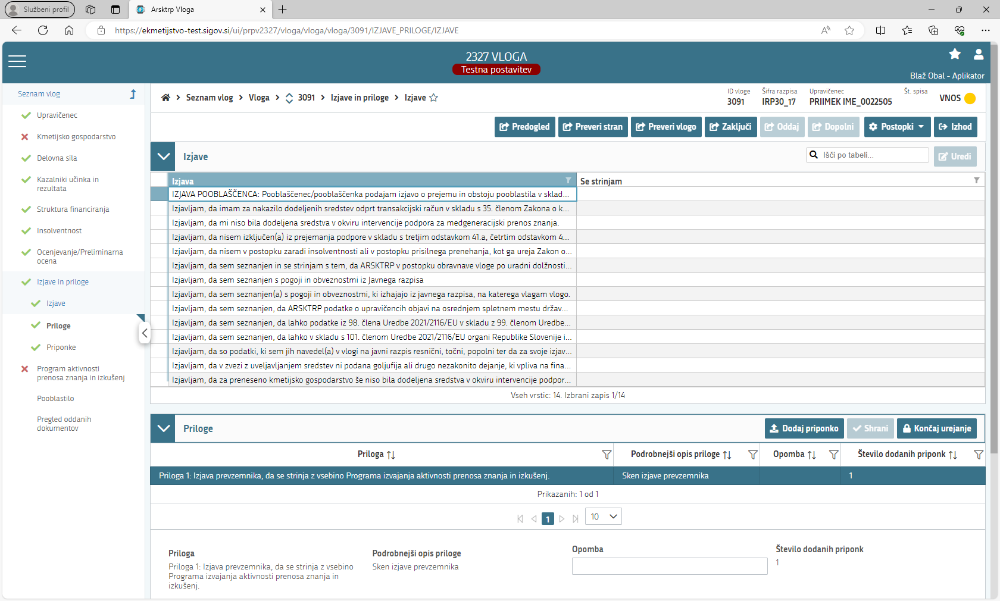 Službeni profil
Arsktrp Vloga
https://ekmetijstvo-test.sigov.si/ui/prpv2327/vloga/vloga/vloga/3091/IZJAVE_PRILOGE/IZJAVE
2327 VLOGA
Testna postavitev
Blaž Obal - Aplikator
Seznam vlog
Upravičenec
Kmetijsko gospodarstvo
Delovna sila
Kazalniki učinka in
rezultata
Struktura financiranja
Insolventnost
Ocenjevanje/Preliminarna
ocena
Izjave in priloge
Izjave
Priloge
Priponke
Program aktivnosti
prenosa znanja in izkušenj
Pooblastilo
Pregled oddanih
dokumentov
Seznam vlog > Vloga > 3091 > Izjave in priloge > Izjave
ID vloge
3091
Šifra razpisa
IRP30_17
Upravičenec
PRIIMEK IME_0022505
Št. spisa
VNOS
Predogled
Preveri stran
Preveri vlogo
Zaključi
Oddaj
Dopolni
Postopki
Izhod
Izjave
Išči po tabeli...
Uredi
Izjava
Se strinjam
IZJAVA POOBLAŠČENCA: Pooblaščenec/pooblaščenka podajam izjavo o prejemu in obstoju pooblastila v sklad...
Izjavljam, da imam za nakazilo dodeljenih sredstev odprt transakcijski račun v skladu s 35. členom Zakona o k...
Izjavljam, da mi niso bila dodeljena sredstva v okviru intervencije podpora za medgeneracijski prenos znanja.
Izjavljam, da nisem izključen(a) iz prejemanja podpore v skladu s tretjim odstavkom 41.a, četrtim odstavkom 4...
Izjavljam, da nisem v postopku zaradi insolventnosti ali v postopku prisilnega prenehanja, kot ga ureja Zakon o...
Izjavljam, da sem seznanjen in se strinjam s tem, da ARSKTRP v postopku obravnave vloge po uradni dolžnosti...
Izjavljam, da sem seznanjen s pogoji in obveznostmi iz Javnega razpisa
Izjavljam, da sem seznanjen(a) s pogoji in obveznostmi, ki izhajajo iz javnega razpisa, na katerega vlagam vlogo.
Izjavljam, da sem seznanjen, da ARSKTRP podatke o upravičencih objavi na osrednjem spletnem mestu držav...
Izjavljam, da sem seznanjen, da lahko podatke iz 98. člena Uredbe 2021/2116/EU v skladu z 99. členom Uredbe...
Izjavljam, da sem seznanjen, da lahko v skladu s 101. členom Uredbe 2021/2116/EU organi Republike Slovenije i...
Izjavljam, da so podatki, ki sem jih navedel(a) v vlogi na javni razpis resnični, točni, popolni ter da za svoje izjav...
Izjavljam, da v zvezi z uveljavljanjem sredstev ni podana goljufija ali drugo nezakonito dejanje, ki vpliva na fina...
Izjavljam, da za preneseno kmetijsko gospodarstvo še niso bila dodeljena sredstva v okviru intervencije podpor...
Vseh vrstic: 14. Izbrani zapis 1/14
Priloge
Dodaj priponko
Shrani
Končaj urejanje
Priloga
Podrobnejši opis priloge
Opomba
Število dodanih priponk
Priloga 1: Izjava prevzemnika, da se strinja z vsebino Programa izvajanja aktivnosti prenosa znanja in izkušenj.
Sken izjave prevzemnika
1
Prikazanih: 1 od 1
1
10
Priloga
Priloga 1: Izjava prevzemnika, da se strinja z vsebino
Programa izvajanja aktivnosti prenosa znanja in
izkušenj.
Podrobnejši opis priloge
Sken izjave prevzemnika
Opomba
Število dodanih priponk
1